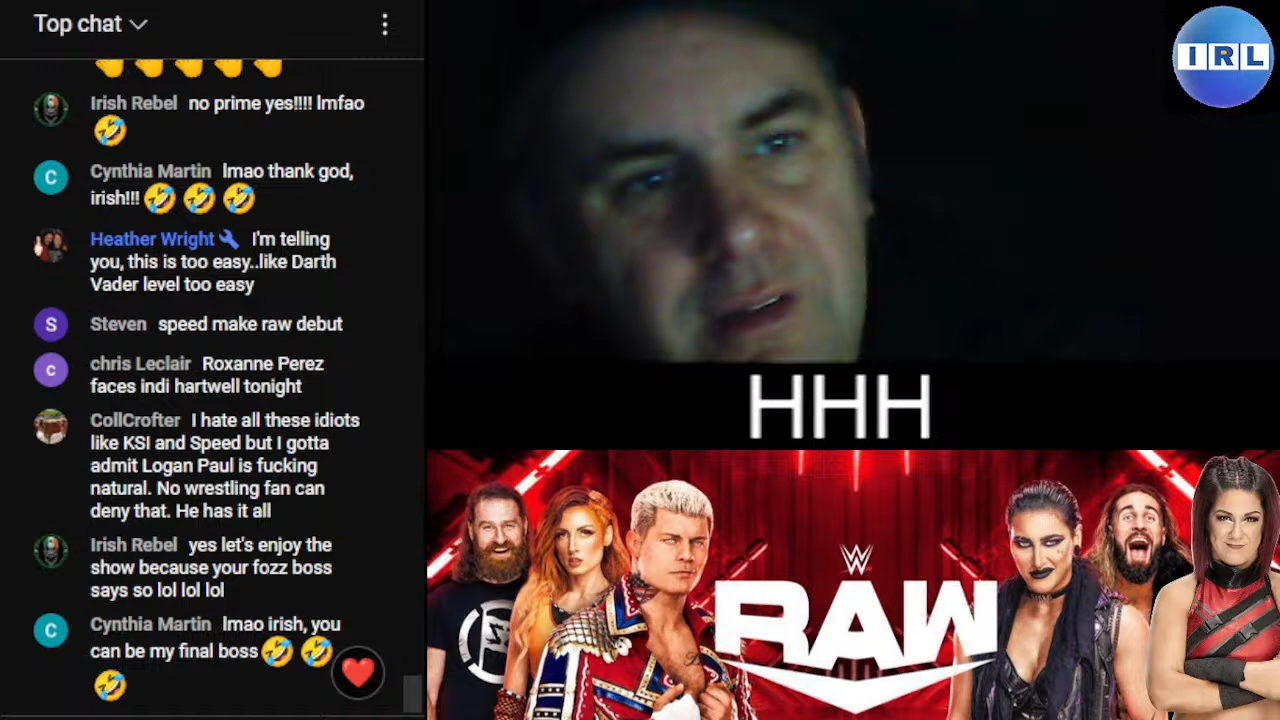 Top chat
Irish Rebel no prime yes!!!! lmfao
Cynthia Martin lmao thank god,
irish!!!
Heather Wright I'm telling
you, this is too easy..like Darth
Vader level too easy
Steven speed make raw debut
chris Leclair Roxanne Perez
faces indi hartwell tonight
CollCrofter I hate all these idiots
like KSI and Speed but I gotta
admit Logan Paul is fucking
natural. No wrestling fan can
deny that. He has it all
Irish Rebel yes let's enjoy the
show because your fozz boss
says so lol lol lol
Cynthia Martin lmao irish, you
can be my final boss
C
C
S
c
C
IRL
HHH
W
RAW